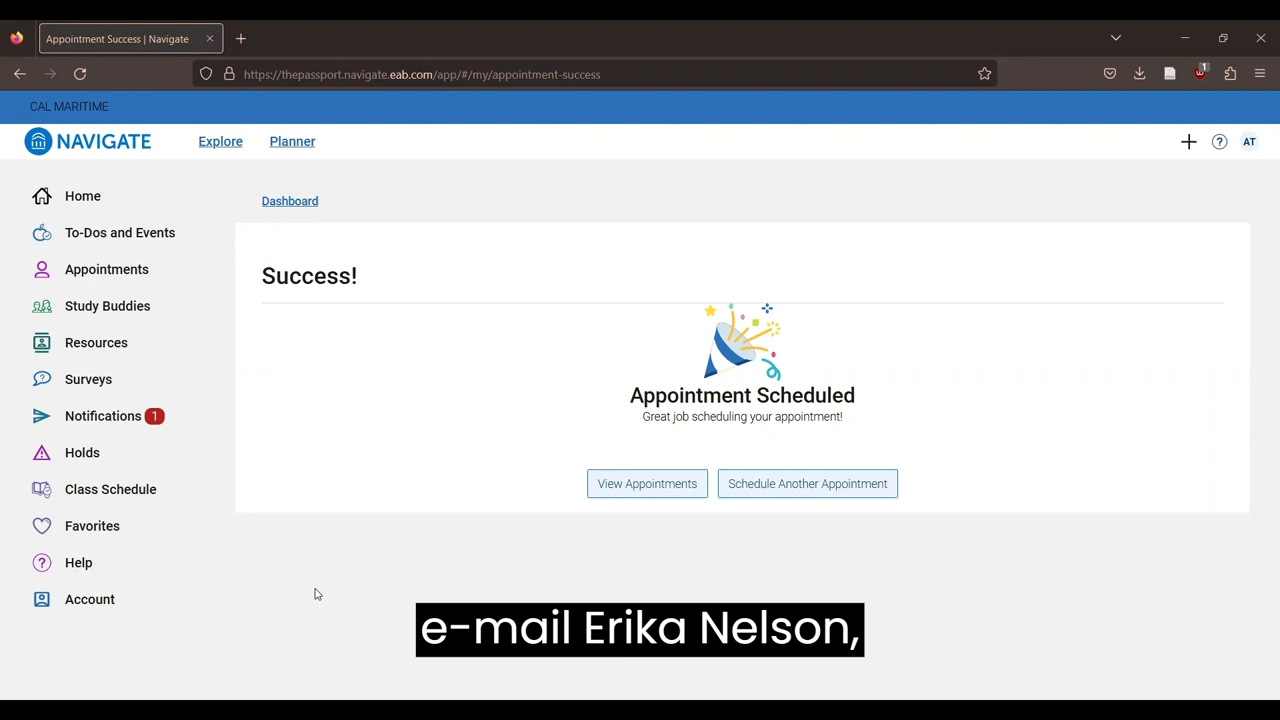 Appointment Success | Navigate
https://thepassport.navigate.eab.com/app/#/my/appointment-success
1
CAL MARITIME
NAVIGATE
Explore
Planner
AT
Home
To-Dos and Events
Appointments
Study Buddies
Resources
Surveys
Notifications 1
Holds
Class Schedule
Favorites
Help
Account
Dashboard
Success!
Appointment Scheduled
Great job scheduling your appointment!
View Appointments
Schedule Another Appointment
e-mail Erika Nelson,